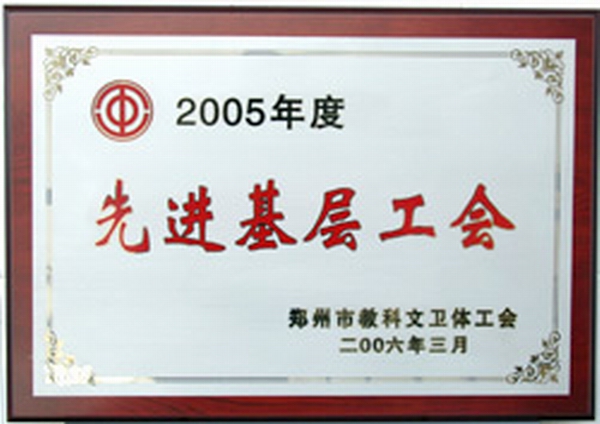 2005年度
先进基层工会
郑州市教科文卫体工会
二00六年三月